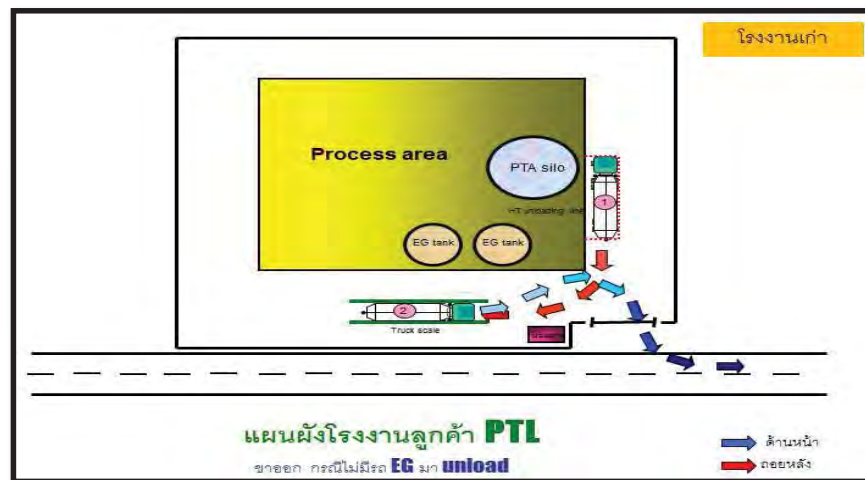 โรงงานเก่า
Process area
PTA silo
1
HT unloading line
EG tank
EG tank
2
Truck scale
แผนผังโรงงานลูกค้า PTL
ขาออก กรณีไม่มีรถ EG มา unload
ด้านหน้า
ถอยหลัง